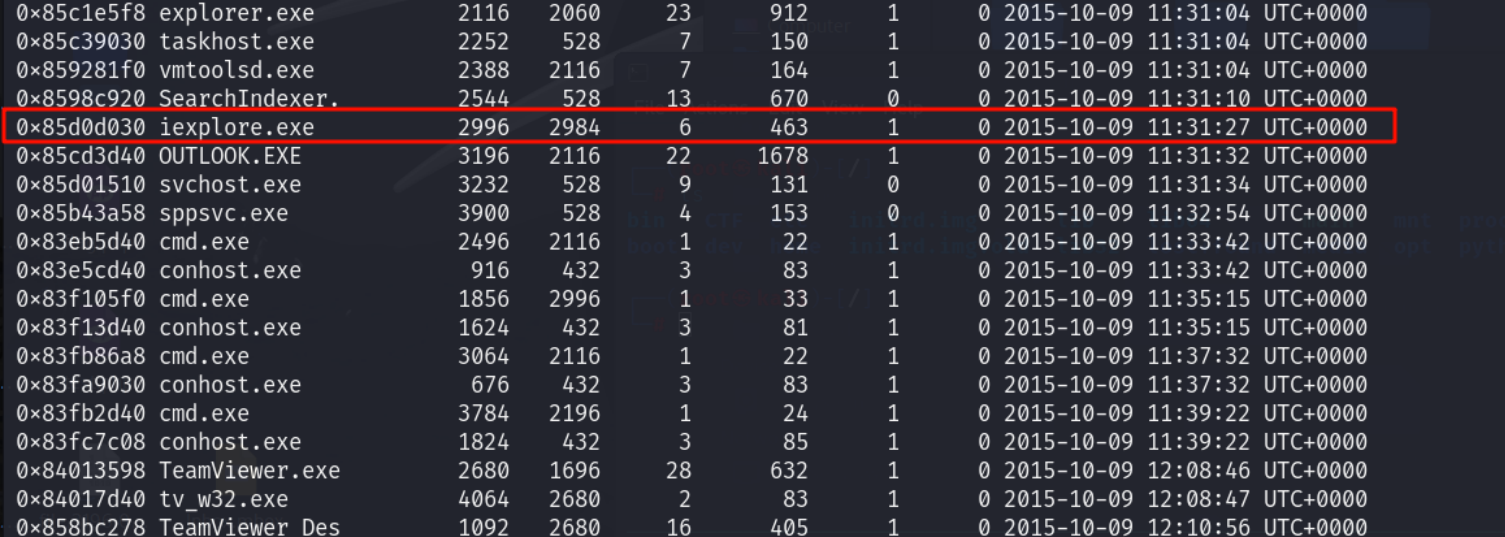 0×85c1e5f8 explorer.exe 2116 2060 23 912 1 0 2015-10-09 11:31:04 UTC+0000
0×85c39030 taskhost.exe 2252 528 7 150 1 0 2015-10-09 11:31:04 UTC+0000
0×859281f0 vmtoolsd.exe 2388 2116 7 164 1 0 2015-10-09 11:31:04 UTC+0000
0×8598c920 SearchIndexer. 2544 528 13 670 0 0 2015-10-09 11:31:10 UTC+0000
0×85d0d030 iexplore.exe 2996 2984 6 463 1 0 2015-10-09 11:31:27 UTC+0000
0×85cd3d40 OUTLOOK.EXE 3196 2116 22 1678 1 0 2015-10-09 11:31:32 UTC+0000
0×85d01510 svchost.exe 3232 528 9 131 0 0 2015-10-09 11:31:34 UTC+0000
0×85b43a58 sppsvc.exe 3900 528 4 153 0 0 2015-10-09 11:32:54 UTC+0000
0×83eb5d40 cmd.exe 2496 2116 1 22 1 0 2015-10-09 11:33:42 UTC+0000
0×83e5cd40 conhost.exe 916 432 3 83 1 0 2015-10-09 11:33:42 UTC+0000
0×83f105f0 cmd.exe 1856 2996 1 33 1 0 2015-10-09 11:35:15 UTC+0000
0×83f13d40 conhost.exe 1624 432 3 81 1 0 2015-10-09 11:35:15 UTC+0000
0×83fb86a8 cmd.exe 3064 2116 1 22 1 0 2015-10-09 11:37:32 UTC+0000
0×83fa9030 conhost.exe 676 432 3 83 1 0 2015-10-09 11:37:32 UTC+0000
0×83fb2d40 cmd.exe 3784 2196 1 24 1 0 2015-10-09 11:39:22 UTC+0000
0×83fc7c08 conhost.exe 1824 432 3 85 1 0 2015-10-09 11:39:22 UTC+0000
0×84013598 TeamViewer.exe 2680 1696 28 632 1 0 2015-10-09 12:08:46 UTC+0000
0×84017d40 tv_w32.exe 4064 2680 2 83 1 0 2015-10-09 12:08:47 UTC+0000
0×858bc278 TeamViewer_Des 1092 2680 16 405 1 0 2015-10-09 12:10:56 UTC+0000